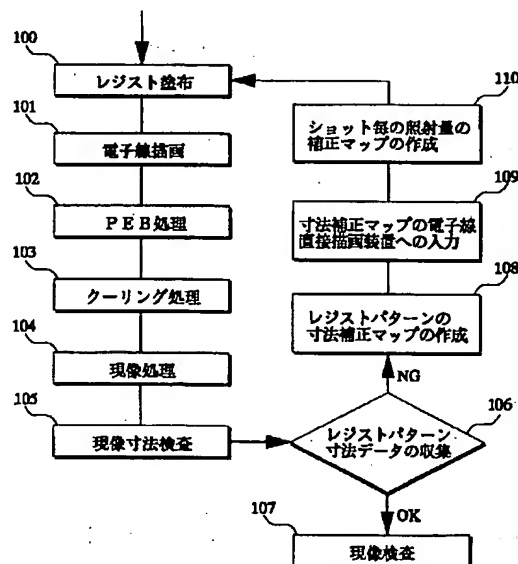 100
レジスト塗布
101
電子線描画
102
PEB処理
103
クーリング処理
104
現像処理
105
現像寸法検査
110
ショット毎の照射量の
補正マップの作成
109
寸法補正マップの電子線
直接描画装置への入力
108
レジストパターンの
寸法補正マップの作成
NG
106
レジストパターン
寸法データの収集
OK
107
現像検査